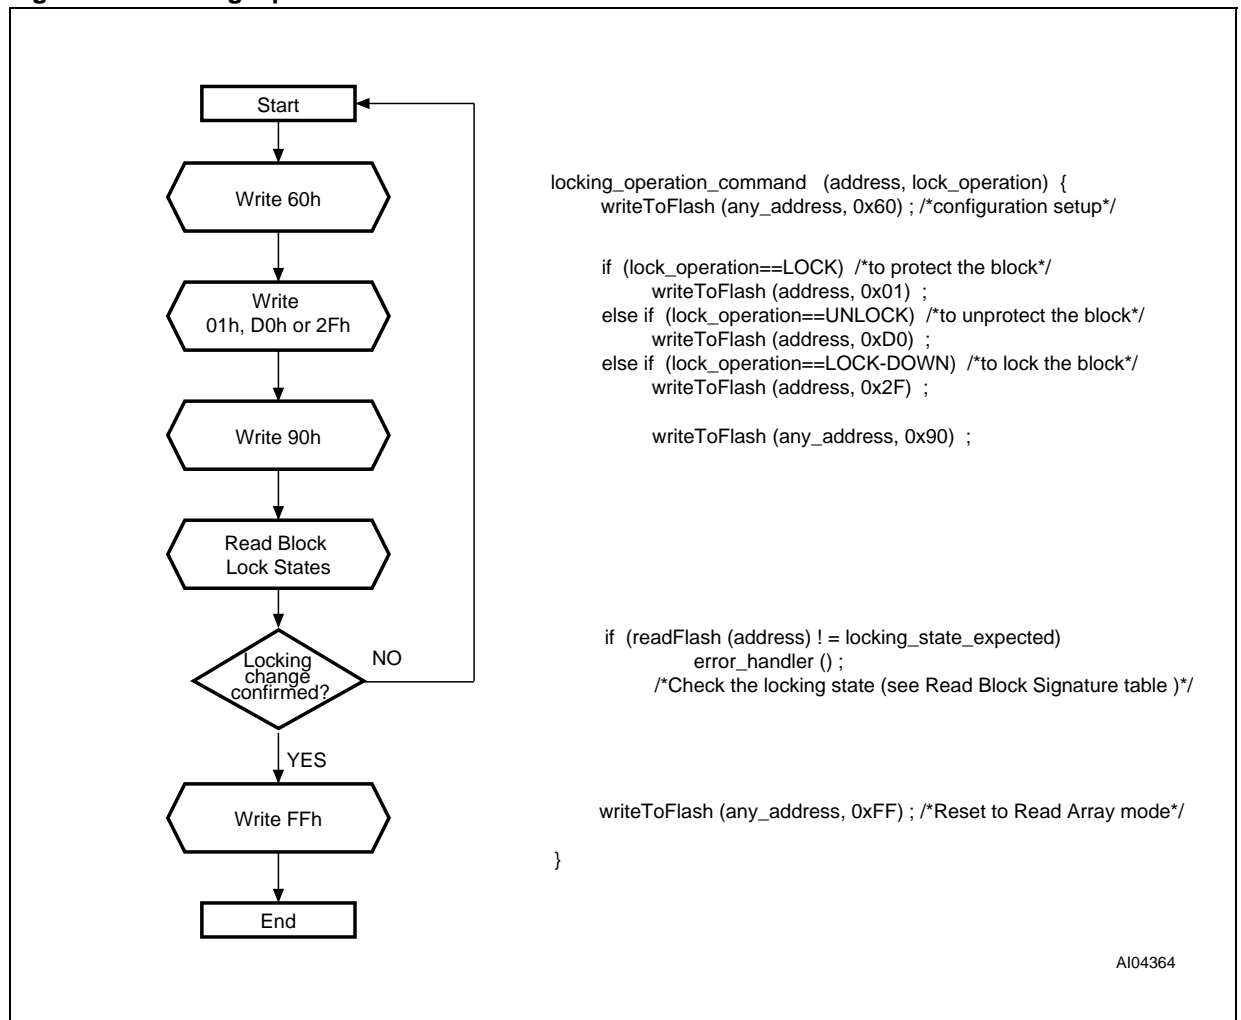 Start
Write 60h
Write
01h, D0h or 2Fh
Write 90h
Read Block
Lock States
Locking
change
confirmed?
NO
YES
Write FFh
End
locking_operation_command (address, lock_operation) {
writeToFlash (any_address, 0x60) ; /*configuration setup*/
if (lock_operation==LOCK) /*to protect the block*/
writeToFlash (address, 0x01) ;
else if (lock_operation==UNLOCK) /*to unprotect the block*/
writeToFlash (address, 0xD0) ;
else if (lock_operation==LOCK-DOWN) /*to lock the block*/
writeToFlash (address, 0x2F) ;
writeToFlash (any_address, 0x90) ;
if (readFlash (address) ! = locking_state_expected)
error_handler () ;
/*Check the locking state (see Read Block Signature table )*/
writeToFlash (any_address, 0xFF) ; /*Reset to Read Array mode*/
}
AI04364